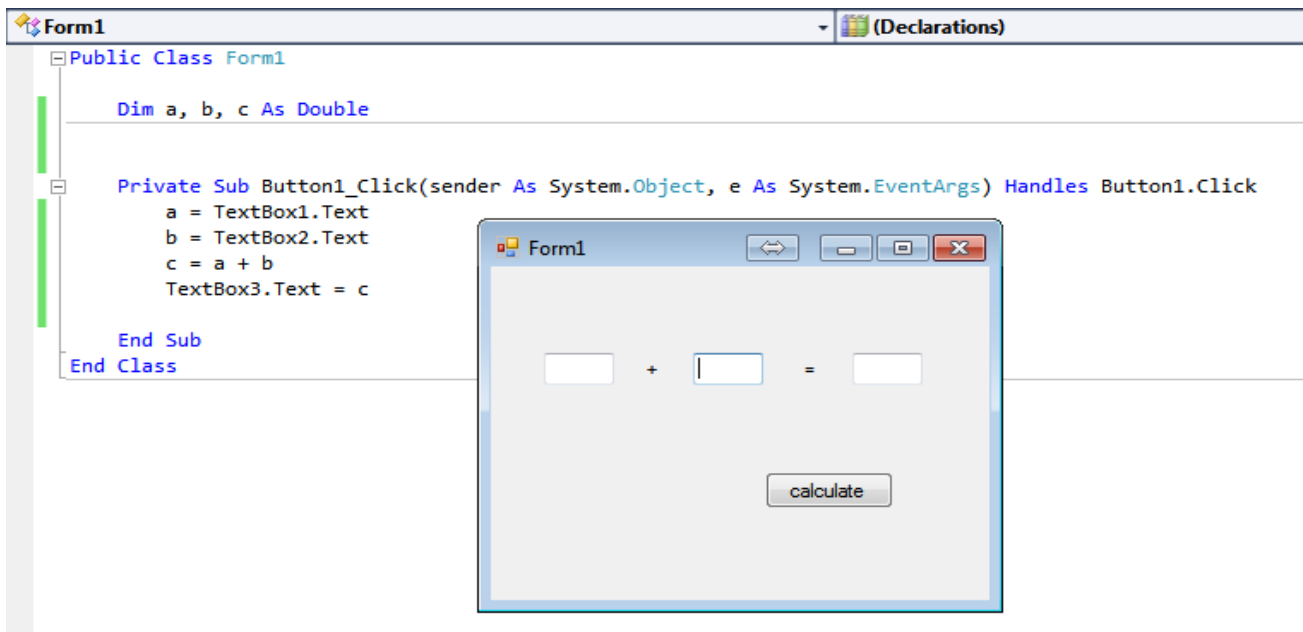 Form1 (Declarations)
Public Class Form1
Dim a, b, c As Double
Private Sub Button1_Click(sender As System.Object, e As System.EventArgs) Handles Button1.Click
a = TextBox1.Text
b = TextBox2.Text
c = a + b
TextBox3.Text = c
End Sub
End Class
Form1
+ =
calculate